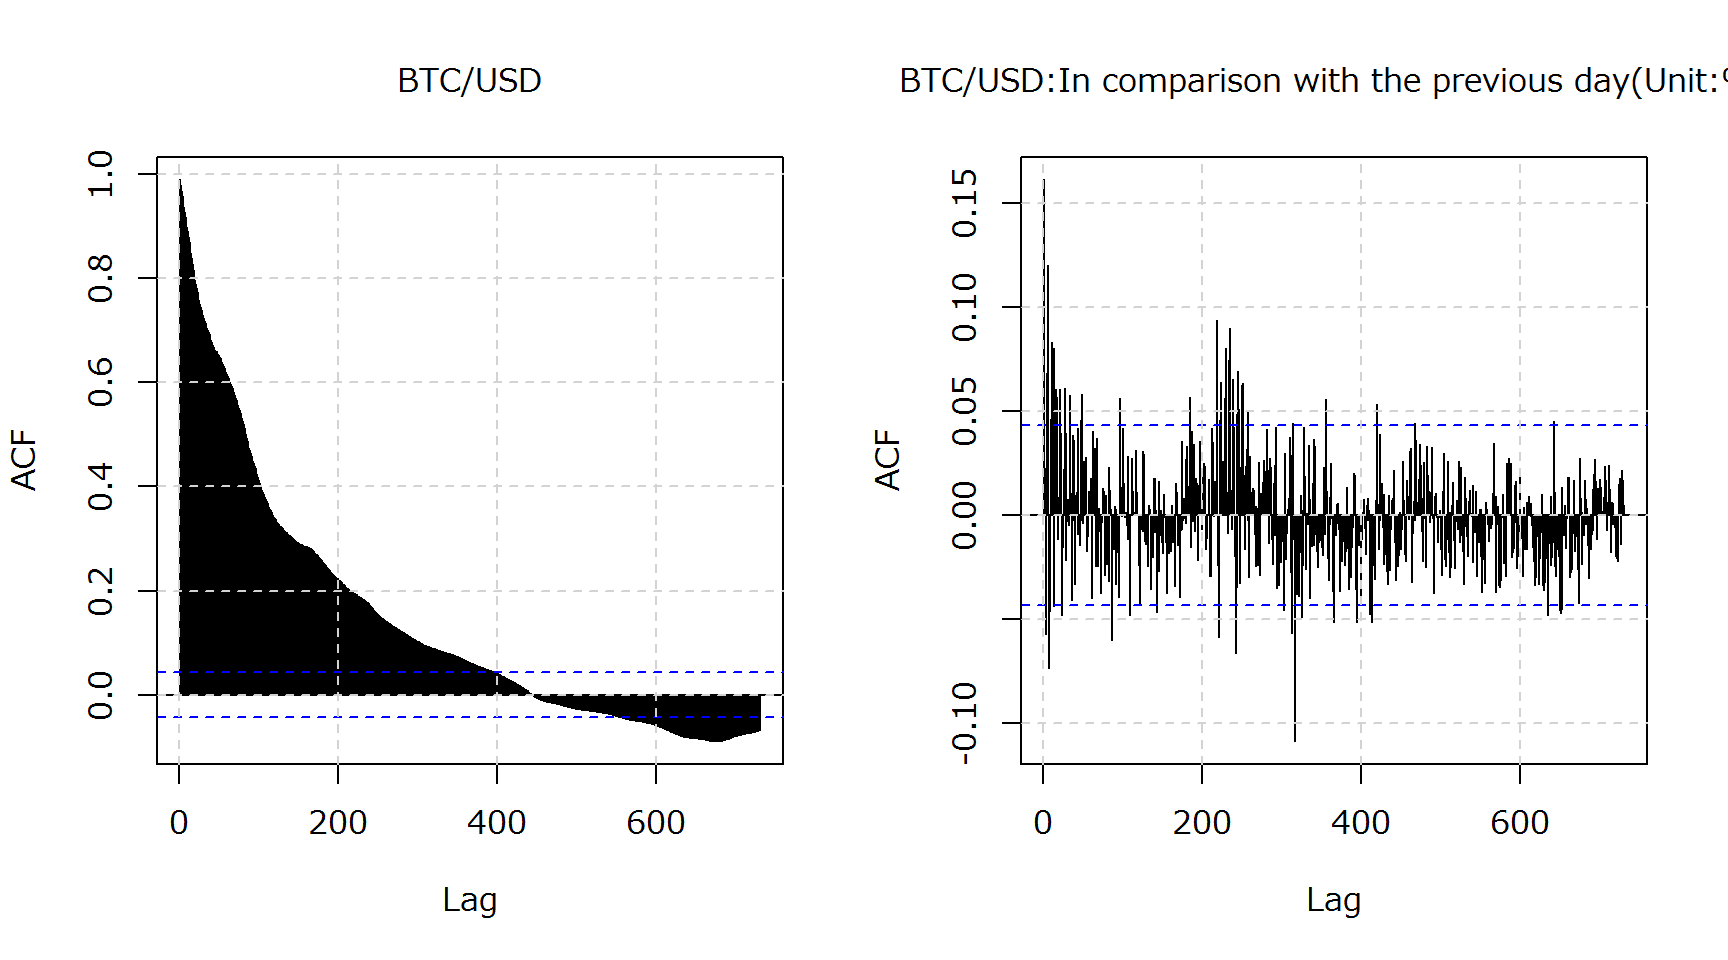 BTC/USD
ACF
1.0
0.8
0.6
0.4
0.2
0.0
0 200 400 600
Lag
BTC/USD:In comparison with the previous day(Unit:
ACF
0.15
0.10
0.05
0.00
-0.10
0 200 400 600
Lag